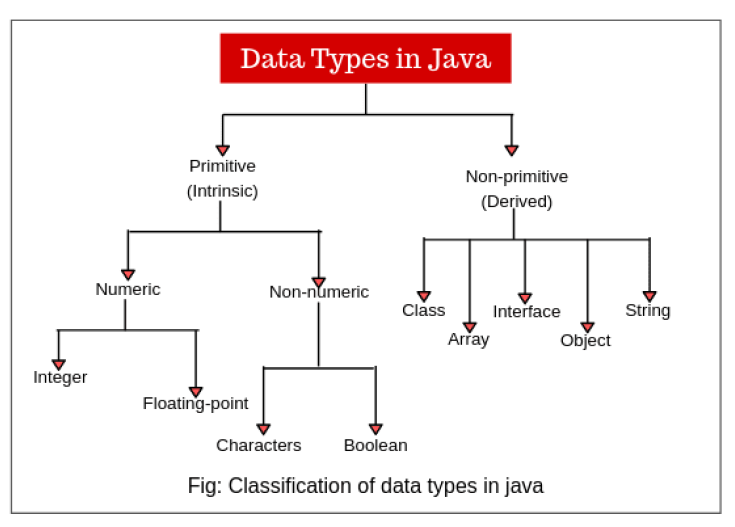 Data Types in Java
Primitive
(Intrinsic)
Non-primitive
(Derived)
Numeric
Non-numeric
Class
Array
Interface
Object
String
Integer
Floating-point
Characters
Boolean
Fig: Classification of data types in java